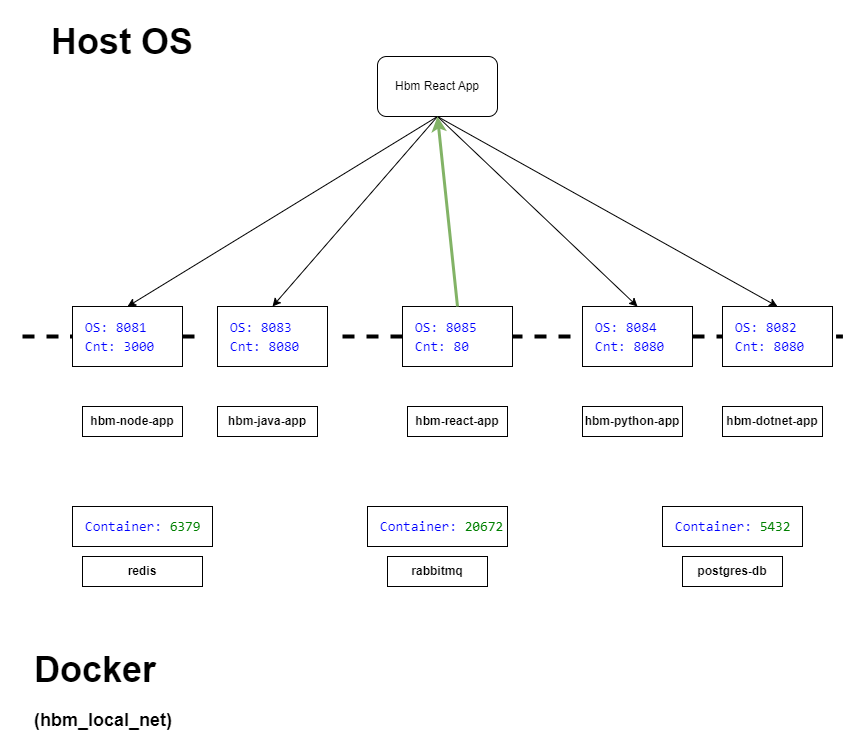 Host OS
Hbm React App
OS: 8081
Cnt: 3000
OS: 8083
Cnt: 8080
OS: 8085
Cnt: 80
OS: 8084
Cnt: 8080
OS: 8082
Cnt: 8080
hbm-node-app
hbm-java-app
hbm-react-app
hbm-python-app
hbm-dotnet-app
Container: 6379
Container: 20672
Container: 5432
redis
rabbitmq
postgres-db
Docker
(hbm_local_net)